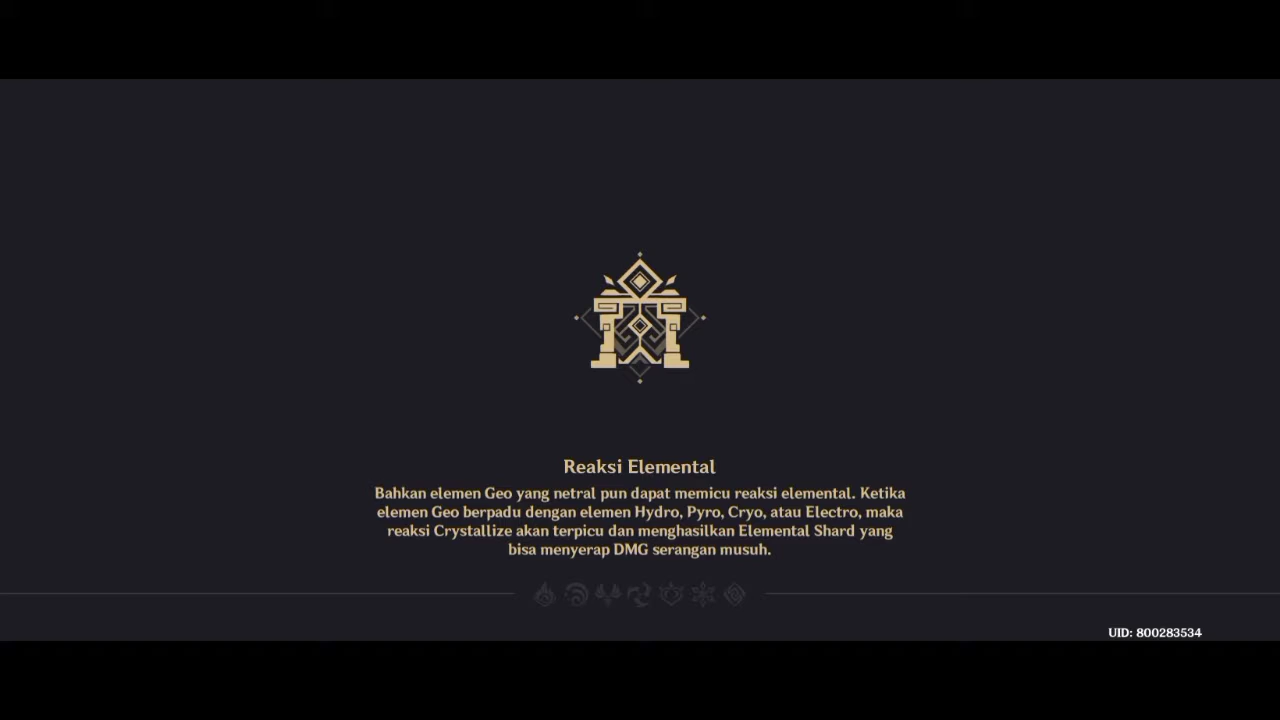 Reaksi Elemental
Bahkan elemen Geo yang netral pun dapat memicu reaksi elemental. Ketika
elemen Geo berpadu dengan elemen Hydro, Pyro, Cryo, atau Electro, maka
reaksi Crystallize akan terpicu dan menghasilkan Elemental Shard yang
bisa menyerap DMG serangan musuh.
UID: 800283534